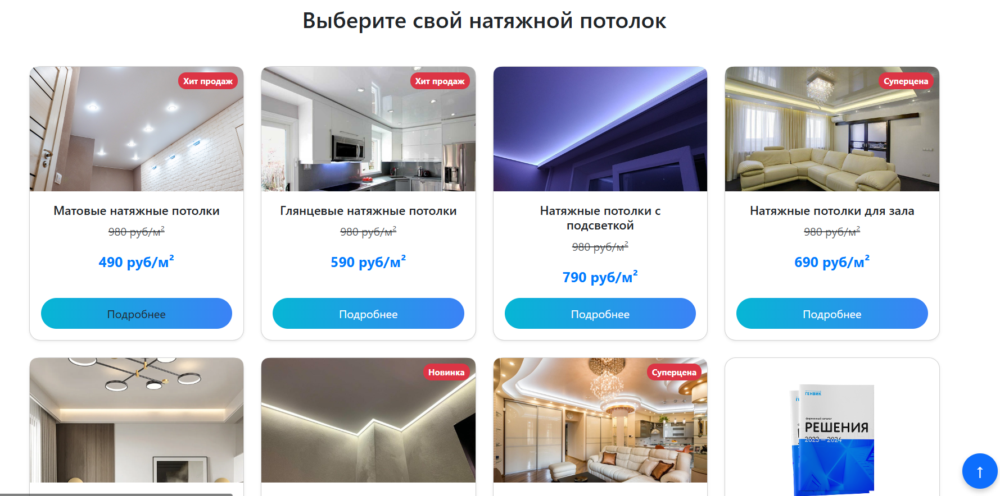 Выберите свой натяжной потолок
Хит продаж
Хит продаж
Суперцена
Матовые натяжные потолки
980 руб/м²
490 руб/м²
Подробнее
Глянцевые натяжные потолки
980 руб/м²
590 руб/м²
Подробнее
Натяжные потолки с
подсветкой
980 руб/м²
790 руб/м²
Подробнее
Натяжные потолки для зала
980 руб/м²
690 руб/м²
Подробнее
Новинка
Суперцена
ГЕНВИК
фирменный каталог
РЕШЕНИЯ
2023 — 2024
↑